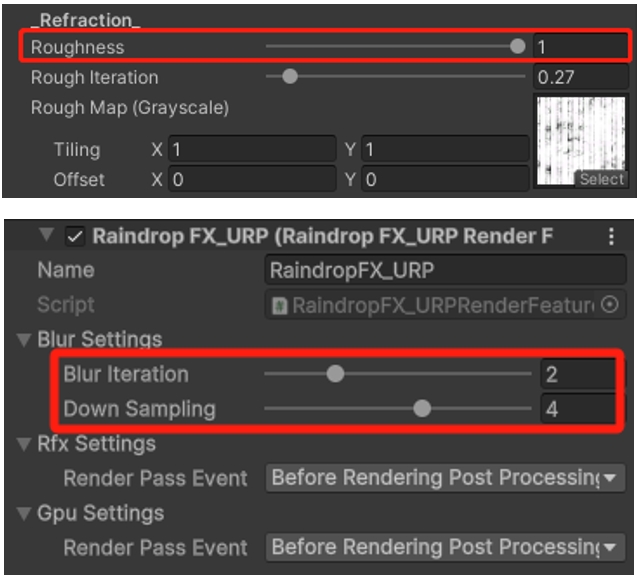 _Refraction_
Roughness 1
Rough Iteration 0.27
Rough Map (Grayscale)
Tiling X 1 Y 1
Offset X 0 Y 0 Select
Raindrop FX_URP (Raindrop FX_URP Render F
Name RaindropFX_URP
Script RaindropFX_URPRenderFeatur
Blur Settings
Blur Iteration 2
Down Sampling 4
Rfx Settings
Render Pass Event Before Rendering Post Processing
Gpu Settings
Render Pass Event Before Rendering Post Processing